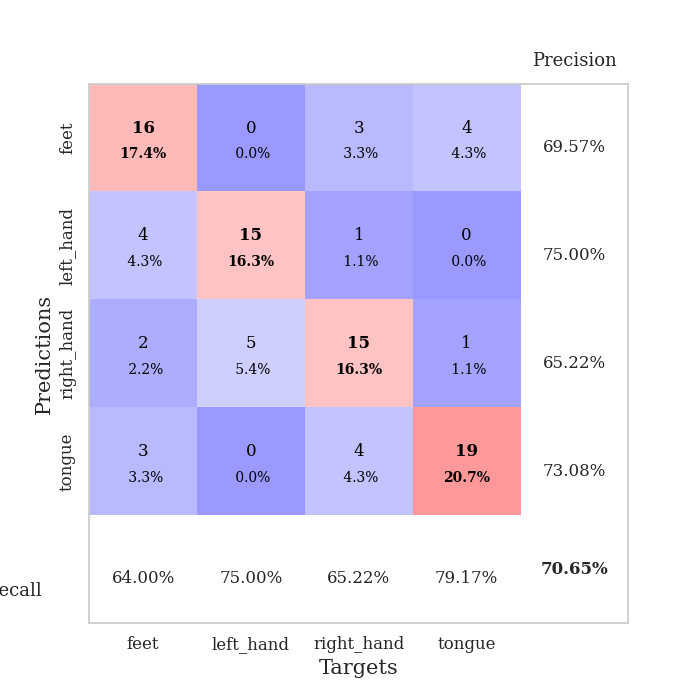 Precision
feet 16 0 3 4 69.57%
17.4% 0.0% 3.3% 4.3%
left_hand 4 15 1 0 75.00%
4.3% 16.3% 1.1% 0.0%
right_hand 2 5 15 1 65.22%
2.2% 5.4% 16.3% 1.1%
tongue 3 0 4 19 73.08%
3.3% 0.0% 4.3% 20.7%
Predictions
ecall 64.00% 75.00% 65.22% 79.17% 70.65%
feet left_hand right_hand tongue
Targets